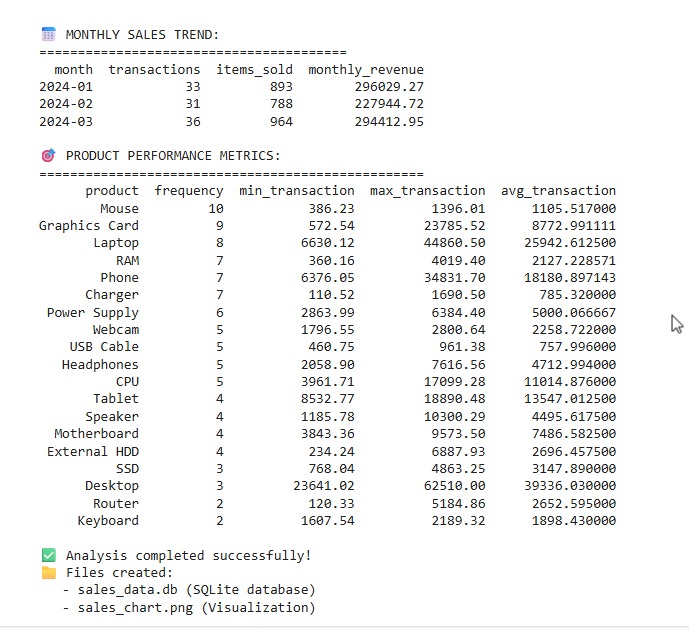 📅 MONTHLY SALES TREND:
========================================
month transactions items_sold monthly_revenue
2024-01 33 893 296029.27
2024-02 31 788 227944.72
2024-03 36 964 294412.95
🎯 PRODUCT PERFORMANCE METRICS:
==================================================
product frequency min_transaction max_transaction avg_transaction
Mouse 10 386.23 1396.01 1105.517000
Graphics Card 9 572.54 23785.52 8772.991111
Laptop 8 6630.12 44860.50 25942.612500
RAM 7 360.16 4019.40 2127.228571
Phone 7 6376.05 34831.70 18180.897143
Charger 7 110.52 1690.50 785.320000
Power Supply 6 2863.99 6384.40 5000.066667
Webcam 5 1796.55 2800.64 2258.722000
USB Cable 5 460.75 961.38 757.996000
Headphones 5 2058.90 7616.56 4712.994000
CPU 5 3961.71 17099.28 11014.876000
Tablet 4 8532.77 18890.48 13547.012500
Speaker 4 1185.78 10300.29 4495.617500
Motherboard 4 3843.36 9573.50 7486.582500
External HDD 4 234.24 6887.93 2696.457500
SSD 3 768.04 4863.25 3147.890000
Desktop 3 23641.02 62510.00 39336.030000
Router 2 120.33 5184.86 2652.595000
Keyboard 2 1607.54 2189.32 1898.430000
✅ Analysis completed successfully!
📁 Files created:
- sales_data.db (SQLite database)
- sales_chart.png (Visualization)